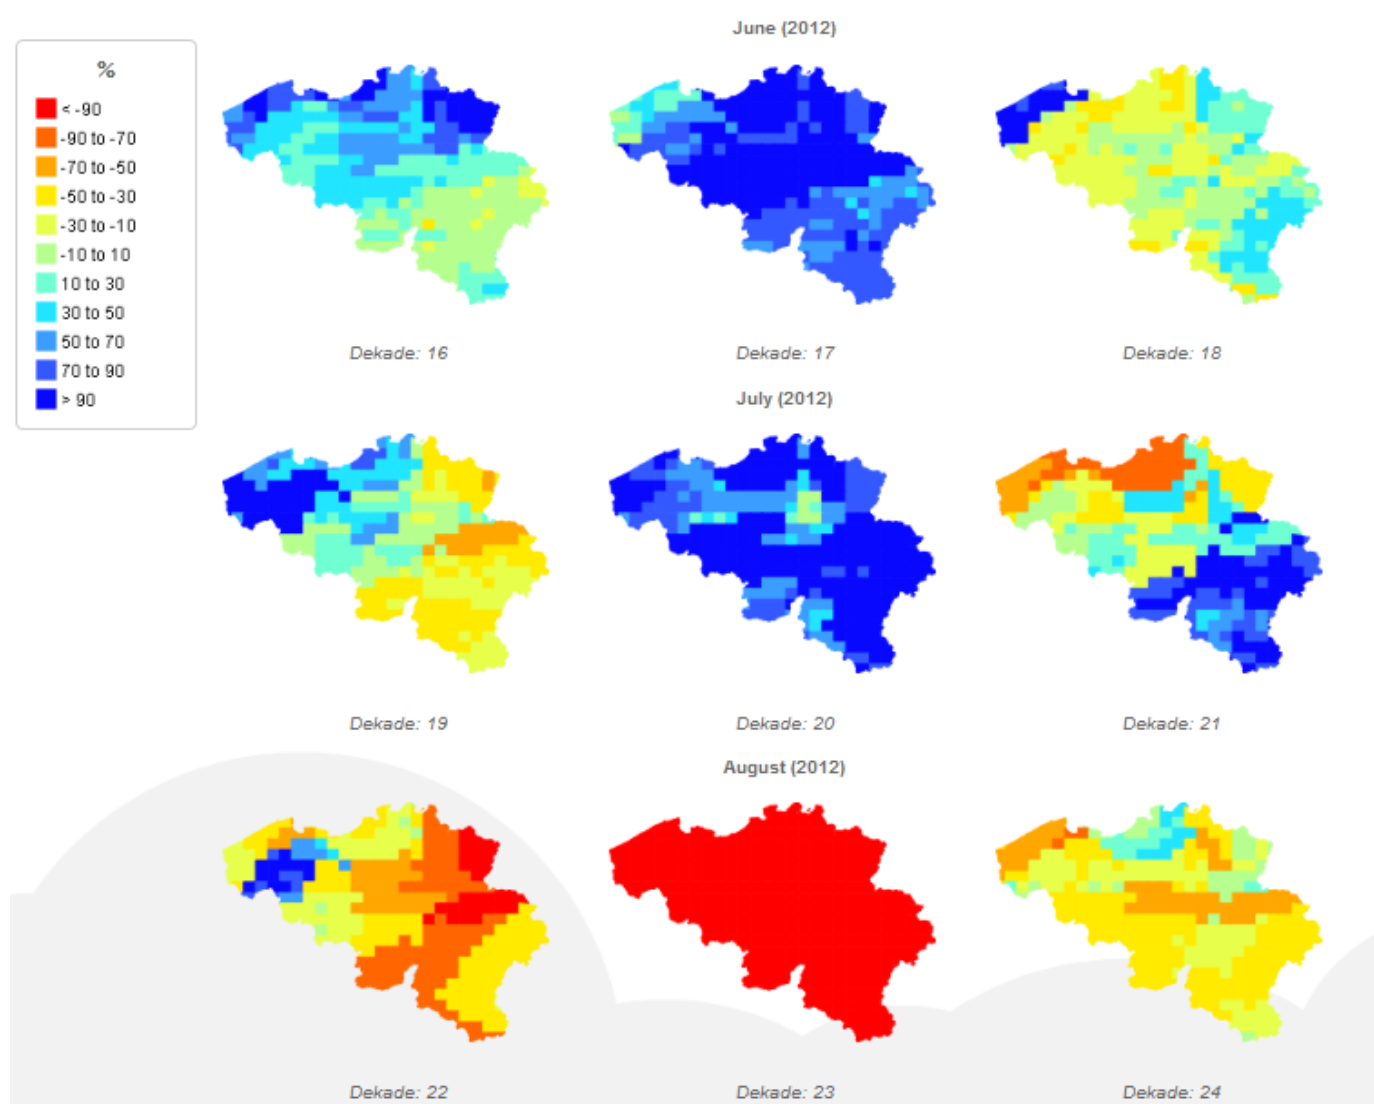 June (2012)
%
< -90
-90 to -70
-70 to -50
-50 to -30
-30 to -10
-10 to 10
10 to 30
30 to 50
50 to 70
70 to 90
> 90
Dekade: 16
Dekade: 17
Dekade: 18
July (2012)
Dekade: 19
Dekade: 20
Dekade: 21
August (2012)
Dekade: 22
Dekade: 23
Dekade: 24